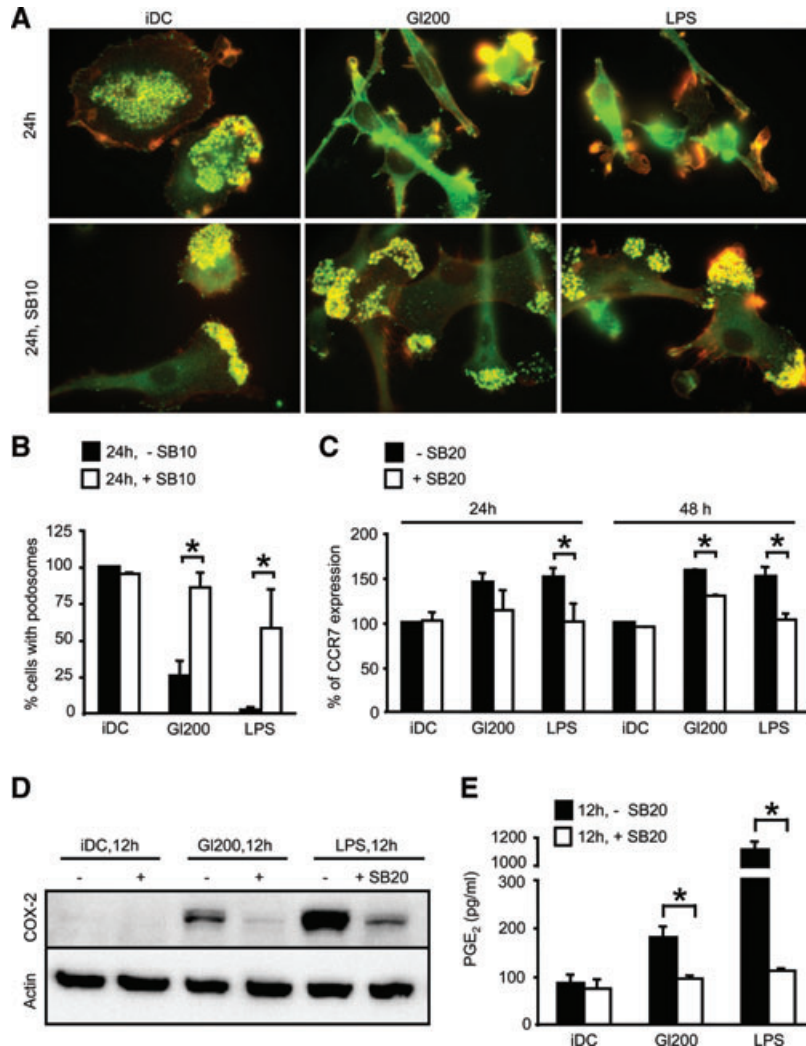 A
iDC GI200 LPS
24h
24h, SB10
B
24h, - SB10
24h, + SB10
% cells with podosomes
125
100
75
50
25
0
* *
iDC GI200 LPS
C
- SB20
+ SB20
24h 48 h
% of CCR7 expression
200
150
100
50
0
* * *
iDC GI200 LPS iDC GI200 LPS
D
iDC,12h GI200,12h LPS,12h
- + - + - + SB20
COX-2
Actin
E
12h, - SB20
12h, + SB20
PGE2 (pg/ml)
1200
1000
300
200
100
0
* *
iDC GI200 LPS